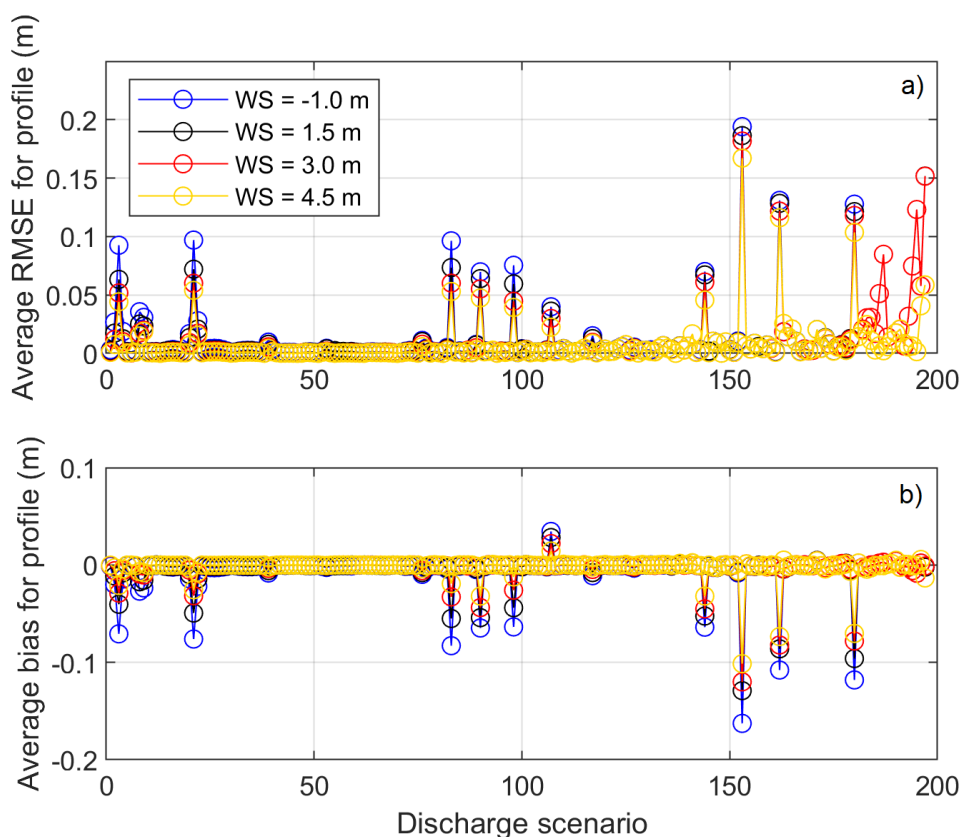 Average RMSE for profile (m)
0.2
0.15
0.1
0.05
0
a)
WS = -1.0 m
WS = 1.5 m
WS = 3.0 m
WS = 4.5 m
0 50 100 150 200
Average bias for profile (m)
0.1
0
-0.1
-0.2
b)
0 50 100 150 200
Discharge scenario